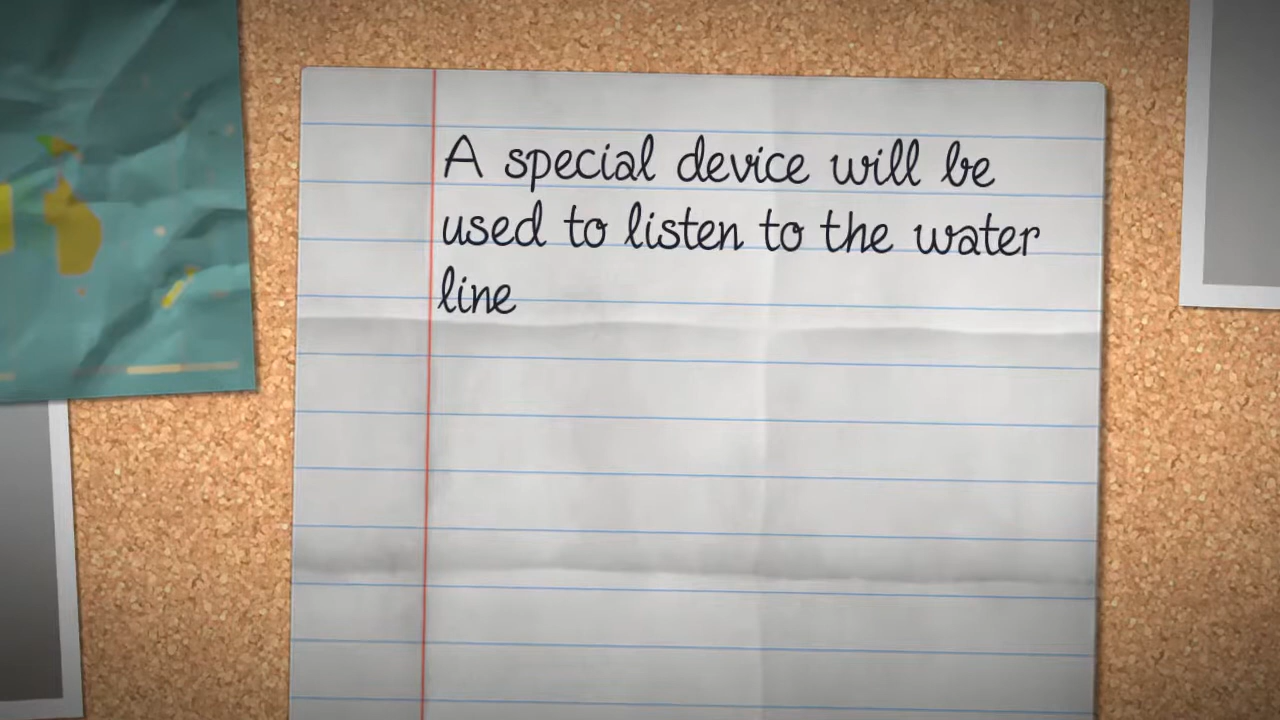 A special device will be
used to listen to the water
line